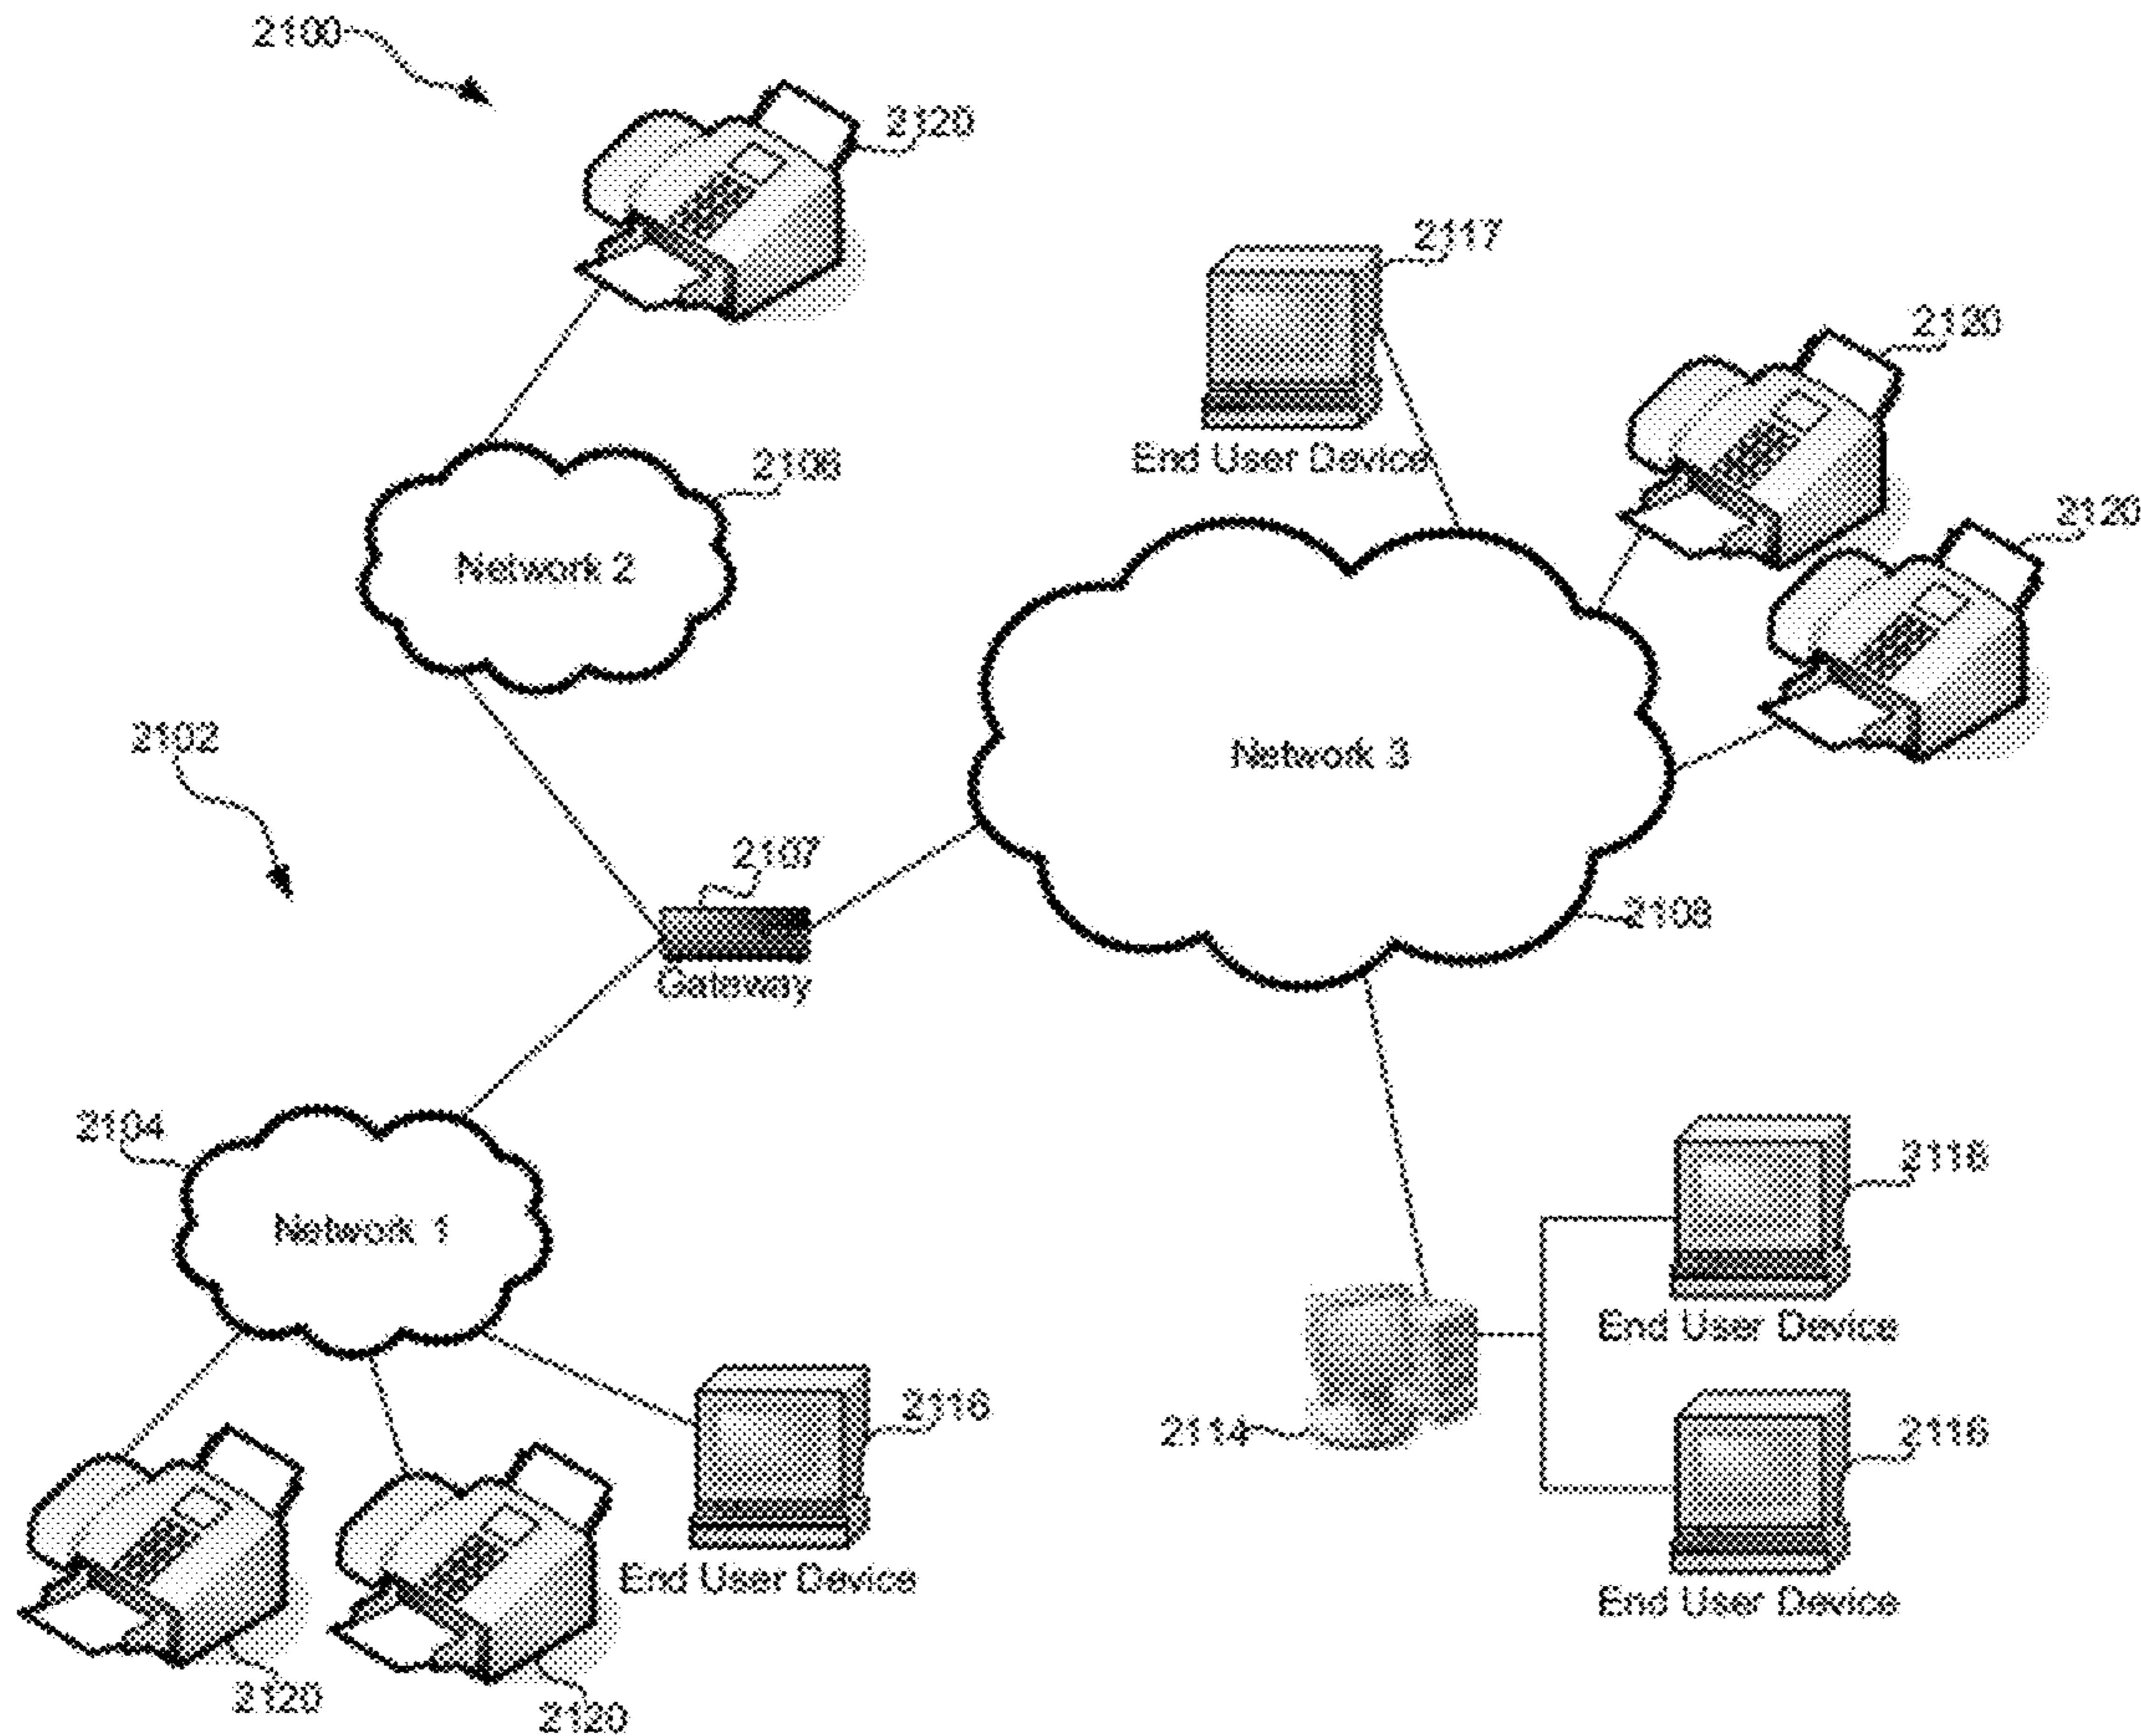 2100
2120
2117
2120
End User Device
2106
2120
Network 2
2102
Network 3
2107
2108
Gateway
2104
2116
Network 1
End User Device
2116
2114
2116
End User Device
End User Device
2120
2120